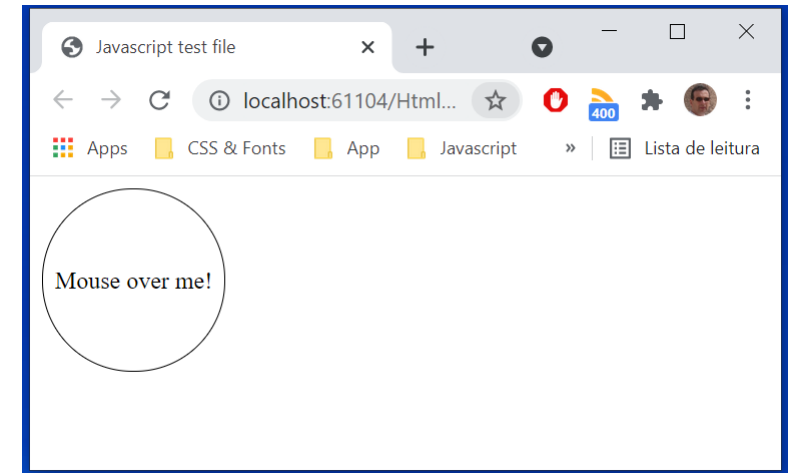 Javascript test file
localhost:61104/Html...
400
Apps CSS & Fonts App Javascript » Lista de leitura
Mouse over me!